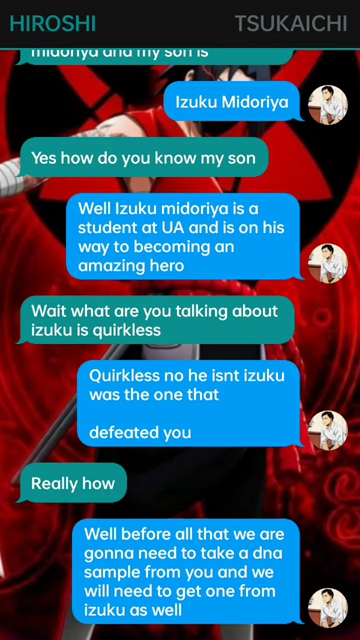 HIROSHI TSUKAICHI
midoriya and my son is
Izuku Midoriya
Yes how do you know my son
Well Izuku midoriya is a
student at UA and is on his
way to becoming an
amazing hero
Wait what are you talking about
izuku is quirkless
Quirkless no he isnt izuku
was the one that
defeated you
Really how
Well before all that we are
gonna need to take a dna
sample from you and we
will need to get one from
izuku as well